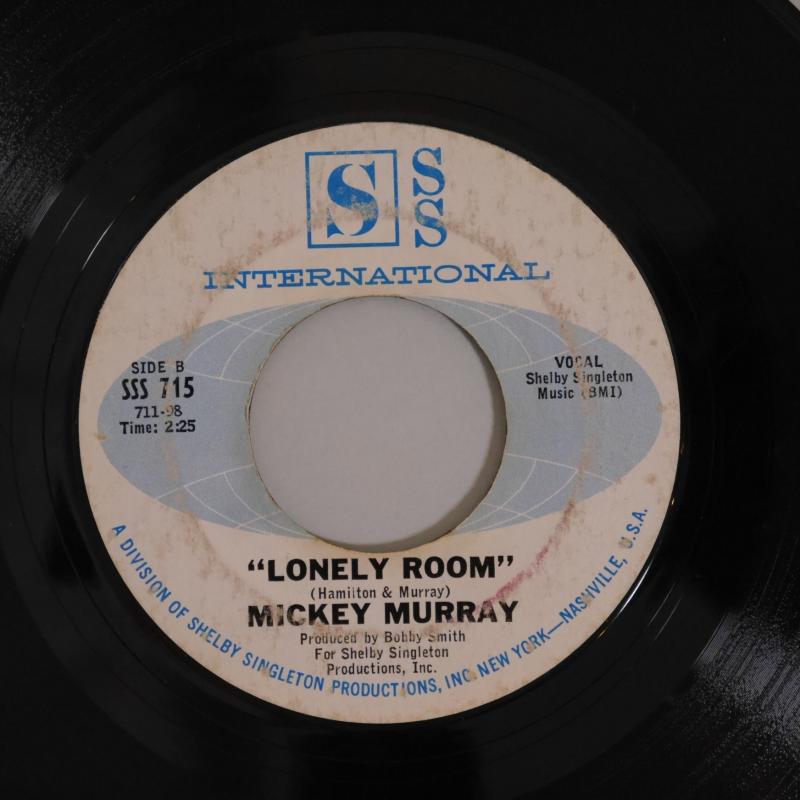 S SSS
INTERNATIONAL
SIDE B
SSS 715
711-98
Time: 2:25
VOCAL
Shelby Singleton
Music (BMI)
"LONELY ROOM"
(Hamilton & Murray)
MICKEY MURRAY
Produced by Bobby Smith
For Shelby Singleton
Productions, Inc.
A DIVISION OF SHELBY SINGLETON PRODUCTIONS, INC. NEW YORK—NASHVILLE, U.S.A.